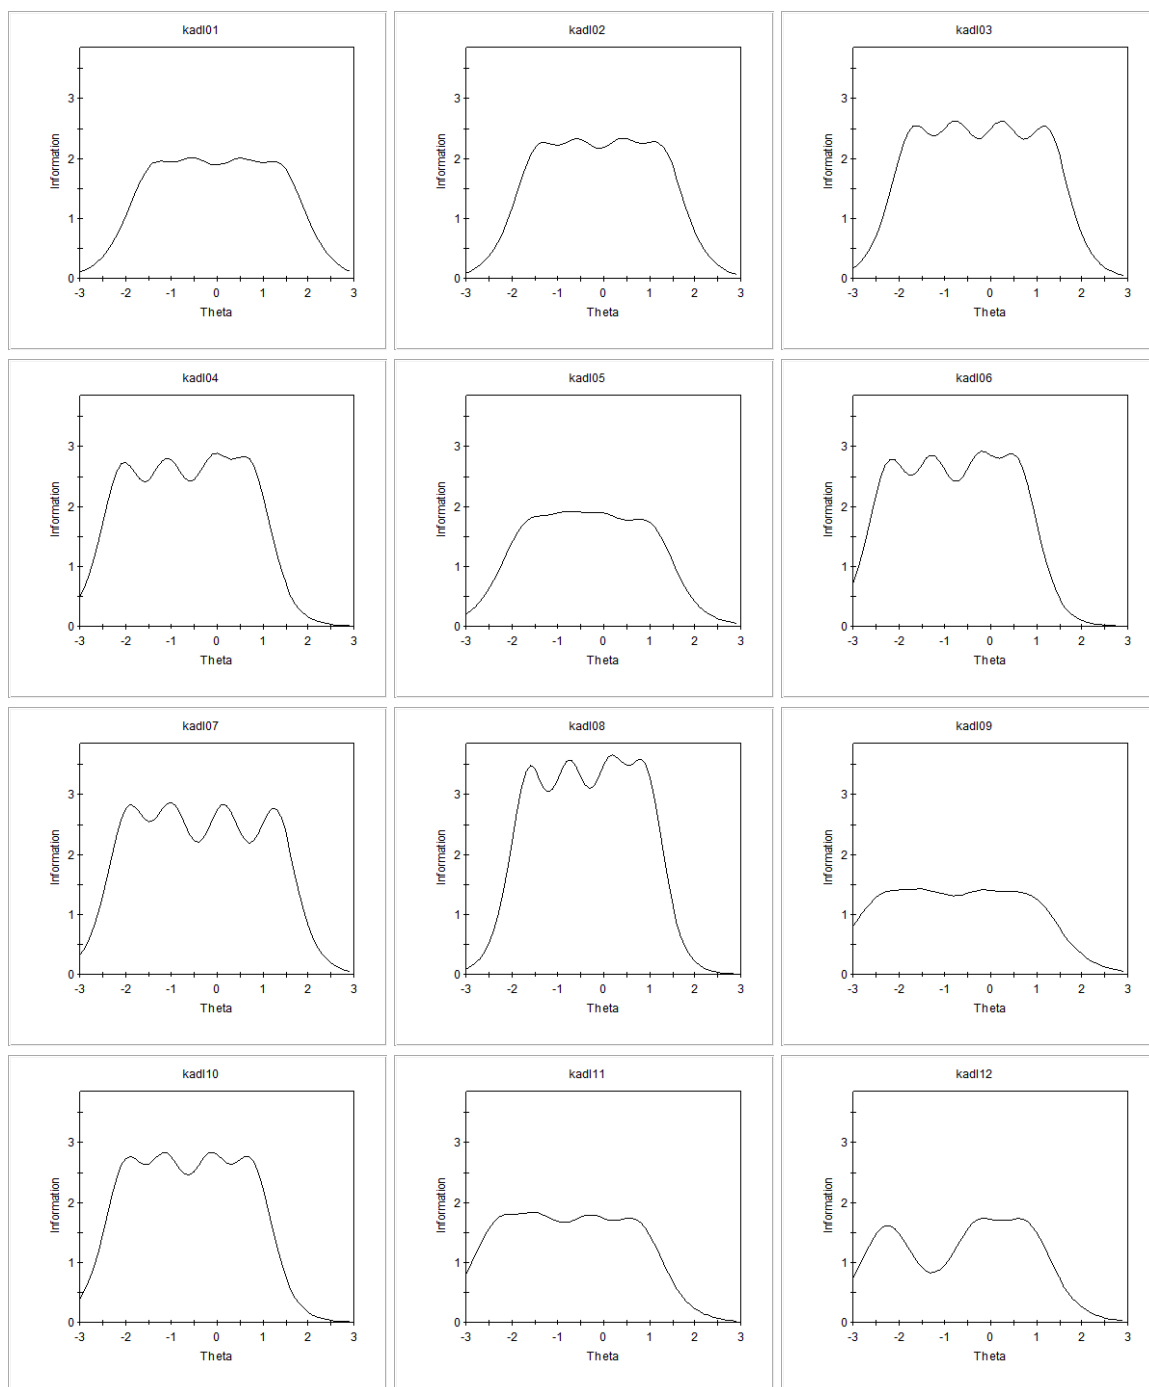 kadl01
3
2
1
0
-3 -2 -1 0 1 2 3
Information
Theta
kadl02
3
2
1
0
-3 -2 -1 0 1 2 3
Information
Theta
kadl03
3
2
1
0
-3 -2 -1 0 1 2 3
Information
Theta
kadl04
3
2
1
0
-3 -2 -1 0 1 2 3
Information
Theta
kadl05
3
2
1
0
-3 -2 -1 0 1 2 3
Information
Theta
kadl06
3
2
1
0
-3 -2 -1 0 1 2 3
Information
Theta
kadl07
3
2
1
0
-3 -2 -1 0 1 2 3
Information
Theta
kadl08
3
2
1
0
-3 -2 -1 0 1 2 3
Information
Theta
kadl09
3
2
1
0
-3 -2 -1 0 1 2 3
Information
Theta
kadl10
3
2
1
0
-3 -2 -1 0 1 2 3
Information
Theta
kadl11
3
2
1
0
-3 -2 -1 0 1 2 3
Information
Theta
kadl12
3
2
1
0
-3 -2 -1 0 1 2 3
Information
Theta